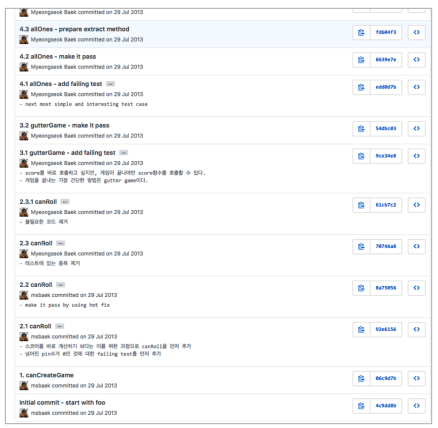 Myeongseok Baek committed on 29 Jul 2013
4.3 allOnes - prepare extract method
Myeongseok Baek committed on 29 Jul 2013
fd604f3
4.2 allOnes - make it pass
Myeongseok Baek committed on 29 Jul 2013
8639e7e
4.1 allOnes - add failing test
Myeongseok Baek committed on 29 Jul 2013
edd0d7b
- next most simple and interesting test case
3.2 gutterGame - make it pass
Myeongseok Baek committed on 29 Jul 2013
54dbc03
3.1 gutterGame - add failing test
Myeongseok Baek committed on 29 Jul 2013
9ce34e8
- score를 바로 호출하고 싶지만, 게임이 끝나야만 score함수를 호출할 수 있다.
- 게임을 끝내는 가장 간단한 방법은 gutter game이다.
2.3.1 canRoll
Myeongseok Baek committed on 29 Jul 2013
61cb7c2
- 불필요한 코드 제거
2.3 canRoll
Myeongseok Baek committed on 29 Jul 2013
70746a8
- 테스트에 있는 중복 제거
2.2 canRoll
msbaek committed on 29 Jul 2013
8a75056
- make it pass by using hot fix
2.1 canRoll
msbaek committed on 29 Jul 2013
92e6156
- 스코어를 바로 계산하기 보다는 이를 위한 과정으로 canRoll을 먼저 추가
- 넘어진 pin수가 0인 것에 대한 failing test를 먼저 추가
1. canCreateGame
msbaek committed on 29 Jul 2013
06c9d7b
initial commit - start with foo
msbaek committed on 29 Jul 2013
4c9dd8b